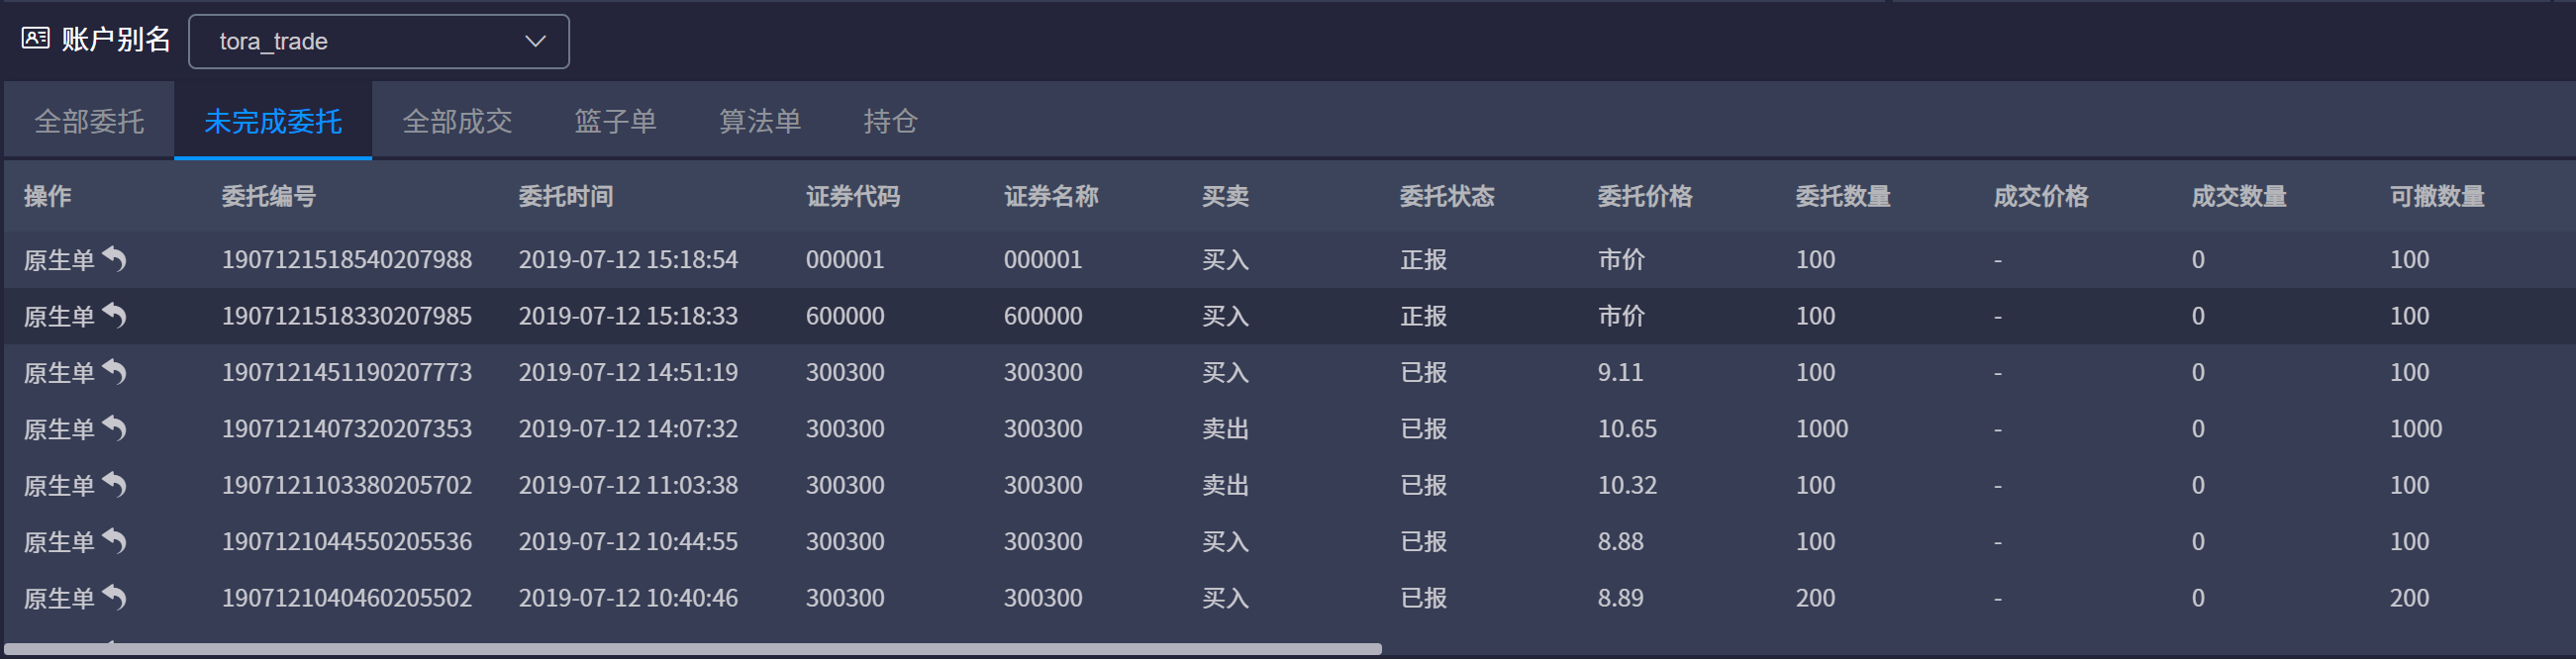 账户别名 tora_trade
全部委托 未完成委托 全部成交 篮子单 算法单 持仓
操作 委托编号 委托时间 证券代码 证券名称 买卖 委托状态 委托价格 委托数量 成交价格 成交数量 可撤数量
原生单 1907121518540207988 2019-07-12 15:18:54 000001 000001 买入 正报 市价 100 - 0 100
原生单 1907121518330207985 2019-07-12 15:18:33 600000 600000 买入 正报 市价 100 - 0 100
原生单 1907121451190207773 2019-07-12 14:51:19 300300 300300 买入 已报 9.11 100 - 0 100
原生单 1907121407320207353 2019-07-12 14:07:32 300300 300300 卖出 已报 10.65 1000 - 0 1000
原生单 1907121103380205702 2019-07-12 11:03:38 300300 300300 卖出 已报 10.32 100 - 0 100
原生单 1907121044550205536 2019-07-12 10:44:55 300300 300300 买入 已报 8.88 100 - 0 100
原生单 1907121040460205502 2019-07-12 10:40:46 300300 300300 买入 已报 8.89 200 - 0 200